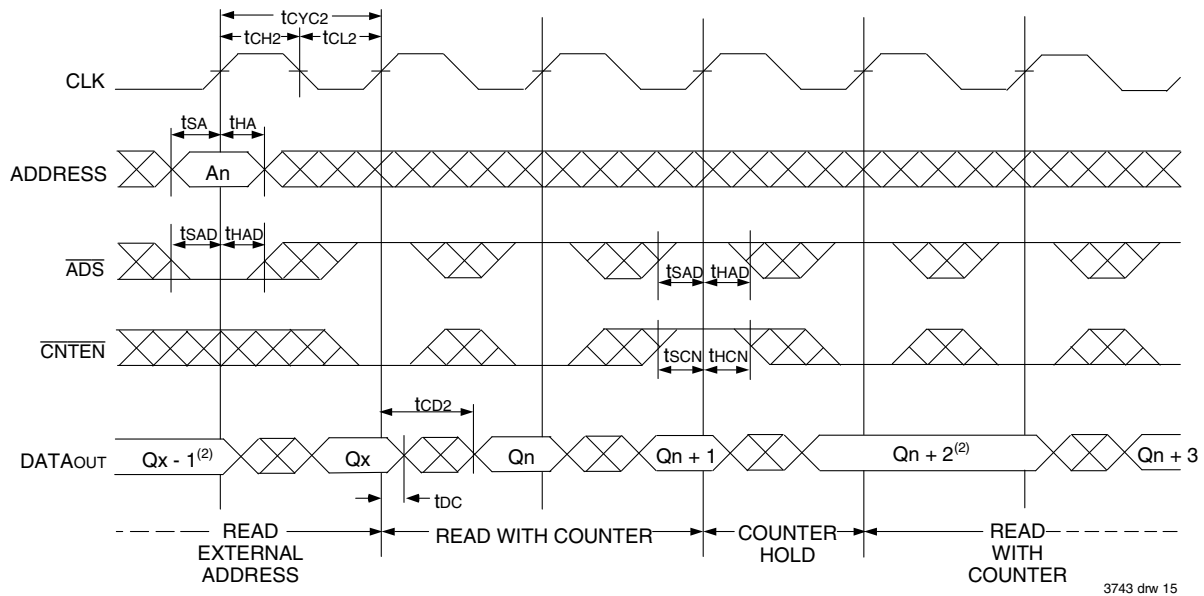 tCYC2
tCH2 tCL2
CLK
tSA tHA
ADDRESS An
tSAD tHAD
ADS
tSAD tHAD
CNTEN
tSCN tHCN
tCD2
DATAOUT Qx - 1(2) Qx Qn Qn + 1 Qn + 2(2) Qn + 3
tDC
READ EXTERNAL ADDRESS
READ WITH COUNTER
COUNTER HOLD
READ WITH COUNTER
3743 drw 15